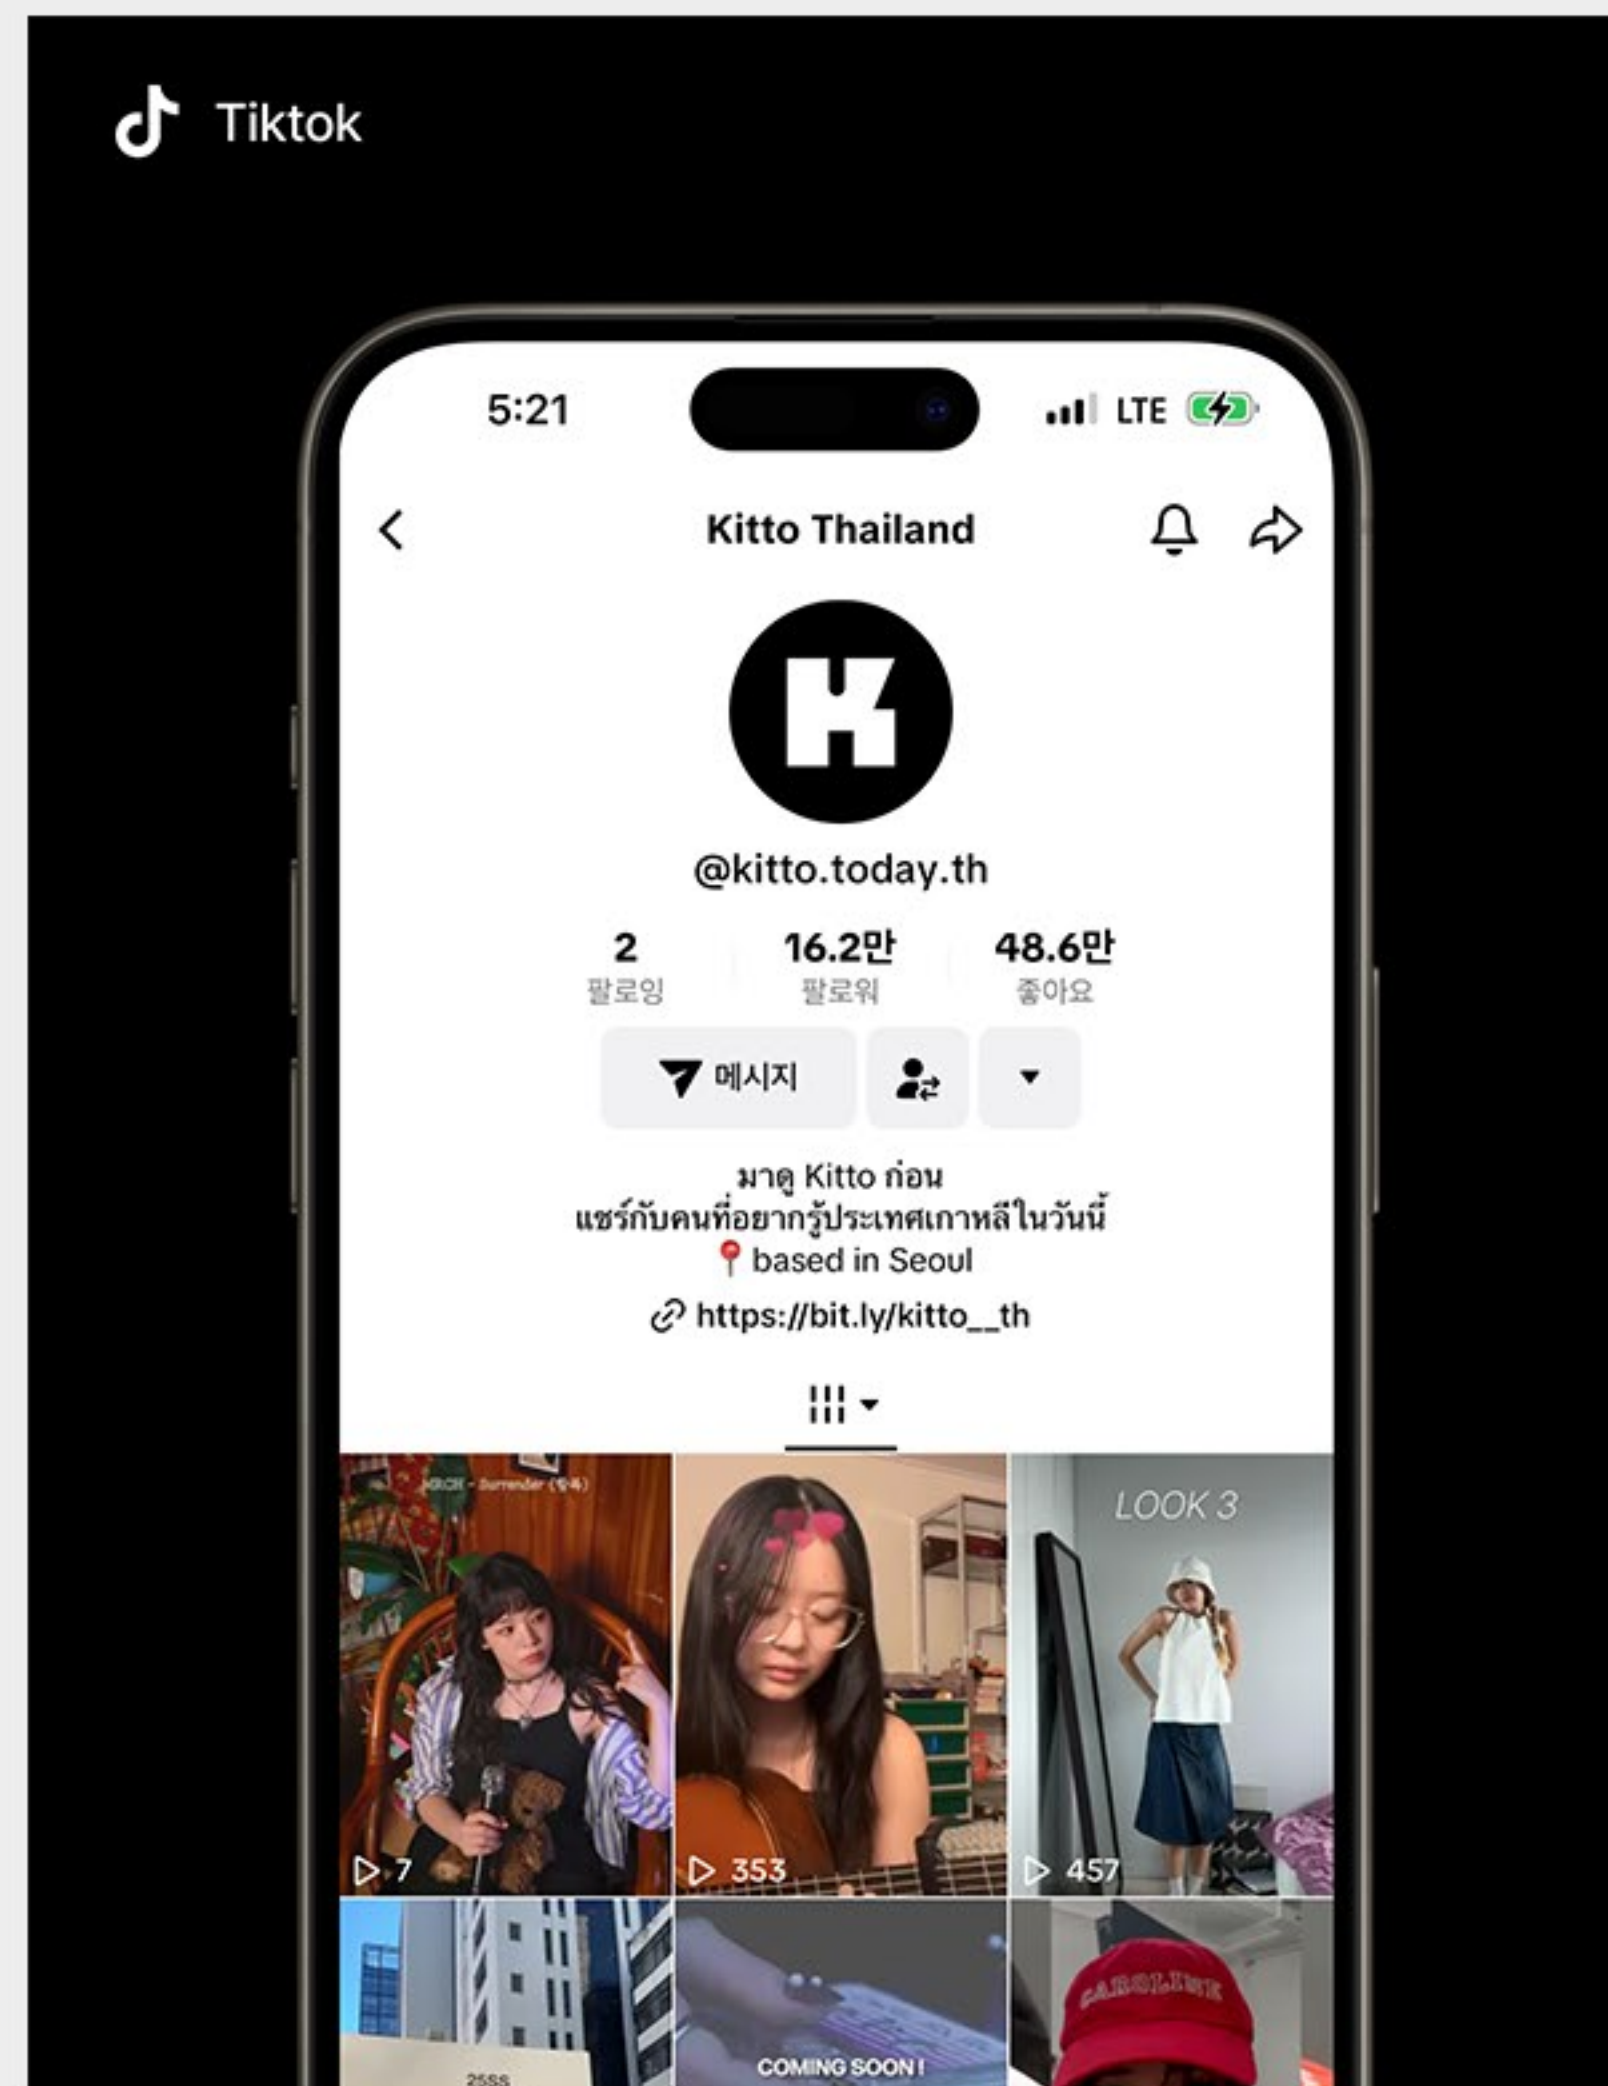 Tiktok
5:21
LTE
Kitto Thailand
@kitto.today.th
2 16.2만 48.6만
팔로잉 팔로워 좋아요
메시지
มาดู Kitto ก่อน
แชร์กับคนที่อยากรู้ประเทศเกาหลีในวันนี้
📍 based in Seoul
https://bit.ly/kitto__th
Surrender
LOOK 3
7 353 457
CAROLINE
COMING SOON !
25SS